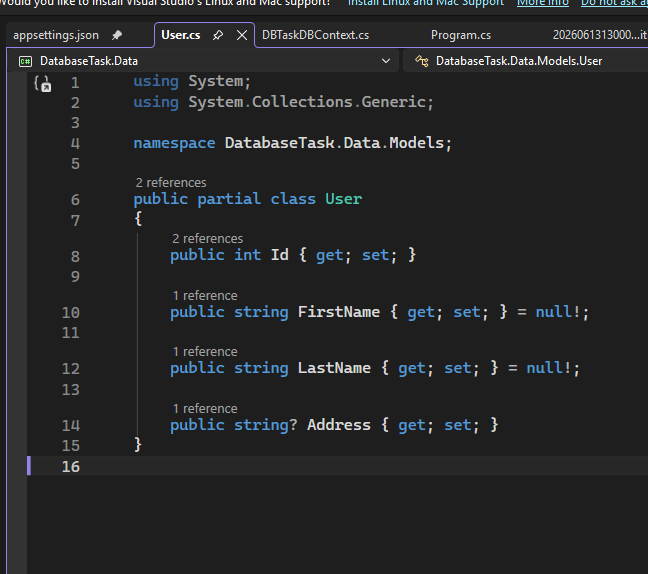 Would you like to install Visual Studio's Linux and Mac support? Install Linux and Mac Support More info Do not ask
appsettings.json User.cs DBTaskDBContext.cs Program.cs 2026061313000...it
DatabaseTask.Data DatabaseTask.Data.Models.User
1 using System;
2 using System.Collections.Generic;
3
4 namespace DatabaseTask.Data.Models;
5
2 references
6 public partial class User
7 {
2 references
8 public int Id { get; set; }
9
1 reference
10 public string FirstName { get; set; } = null!;
11
1 reference
12 public string LastName { get; set; } = null!;
13
1 reference
14 public string? Address { get; set; }
15 }
16